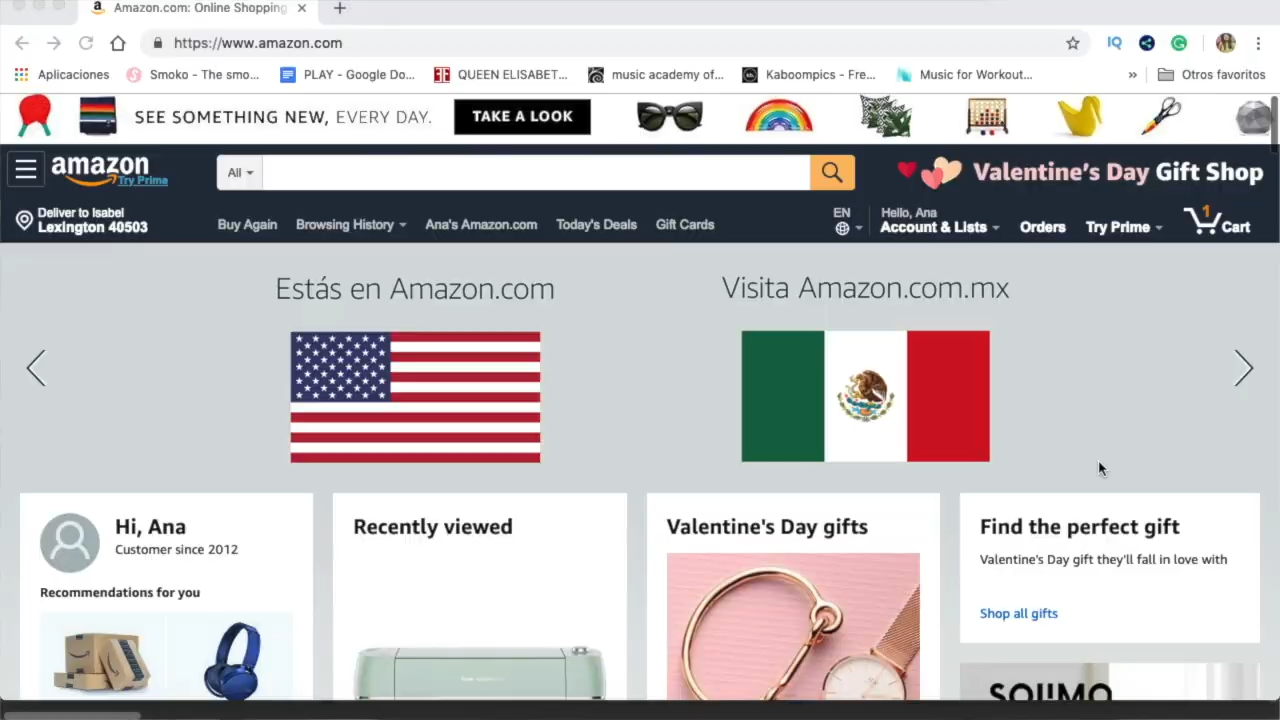 Amazon.com: Online Shopping
https://www.amazon.com
IQ
Aplicaciones
Smoko - The smo...
PLAY - Google Do...
QUEEN ELISABET...
music academy of...
Kaboompics - Fre...
Music for Workout...
Otros favoritos
SEE SOMETHING NEW, EVERY DAY.
TAKE A LOOK
amazon
Try Prime
All
Valentine's Day Gift Shop
Deliver to Isabel
Lexington 40503
Buy Again
Browsing History
Ana's Amazon.com
Today's Deals
Gift Cards
EN
Hello, Ana
Account & Lists
Orders
Try Prime
1
Cart
Estás en Amazon.com
Visita Amazon.com.mx
Hi, Ana
Customer since 2012
Recommendations for you
Recently viewed
Valentine's Day gifts
Find the perfect gift
Valentine's Day gift they'll fall in love with
Shop all gifts
SOLIMO